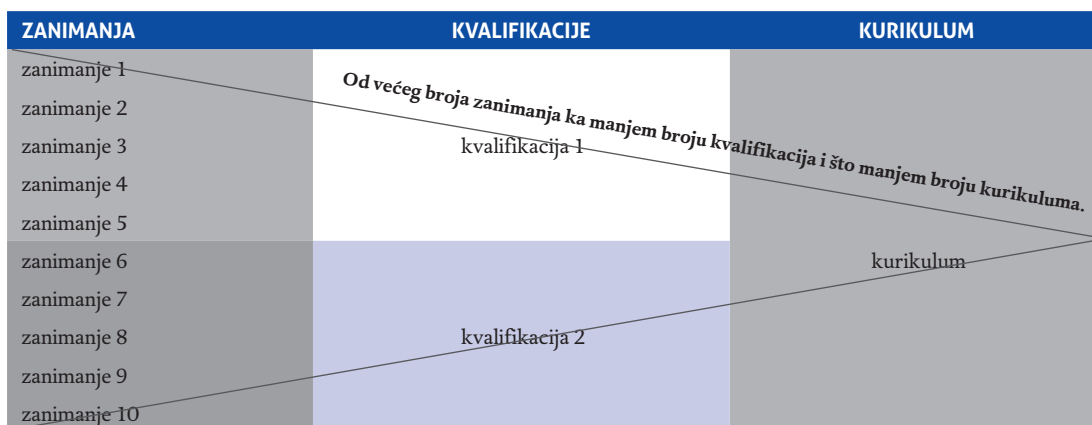 ZANIMANJA KVALIFIKACIJE KURIKULUM
zanimanje 1
Od većeg broja zanimanja ka manjem broju kvalifikacija i što manjem broju kurikuluma.
zanimanje 2
zanimanje 3 kvalifikacija 1
zanimanje 4
zanimanje 5
zanimanje 6 kurikulum
zanimanje 7
zanimanje 8 kvalifikacija 2
zanimanje 9
zanimanje 10